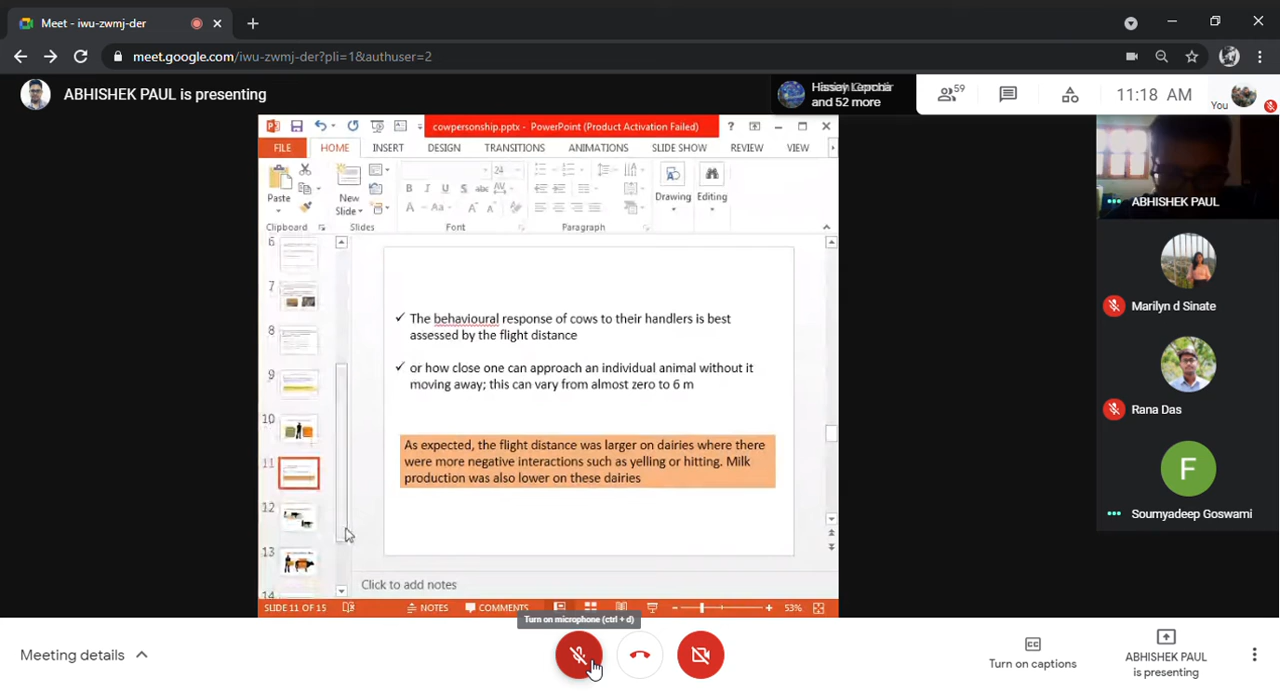 Meet - iwu-zwmj-der
meet.google.com/iwu-zwmj-der?pli=1&authuser=2
ABHISHEK PAUL is presenting
and 52 more
59
11:18 AM
You
cowpersonship.pptx - PowerPoint (Product Activation Failed)
FILE HOME INSERT DESIGN TRANSITIONS ANIMATIONS SLIDE SHOW REVIEW VIEW
24
Paste
New
Slide
B I U S abc AV
A Aa A A
Drawing
Editing
Clipboard Slides Font Paragraph
6
7
8
9
10
11
12
13
14
✓ The behavioural response of cows to their handlers is best
assessed by the flight distance
✓ or how close one can approach an individual animal without it
moving away; this can vary from almost zero to 6 m
As expected, the flight distance was larger on dairies where there
were more negative interactions such as yelling or hitting. Milk
production was also lower on these dairies
Click to add notes
SLIDE 11 OF 15 NOTES COMMENTS 53%
ABHISHEK PAUL
Marilyn d Sinate
Rana Das
F
Soumyadeep Goswami
Turn on microphone (ctrl + d)
Meeting details
CC
Turn on captions
ABHISHEK PAUL
is presenting